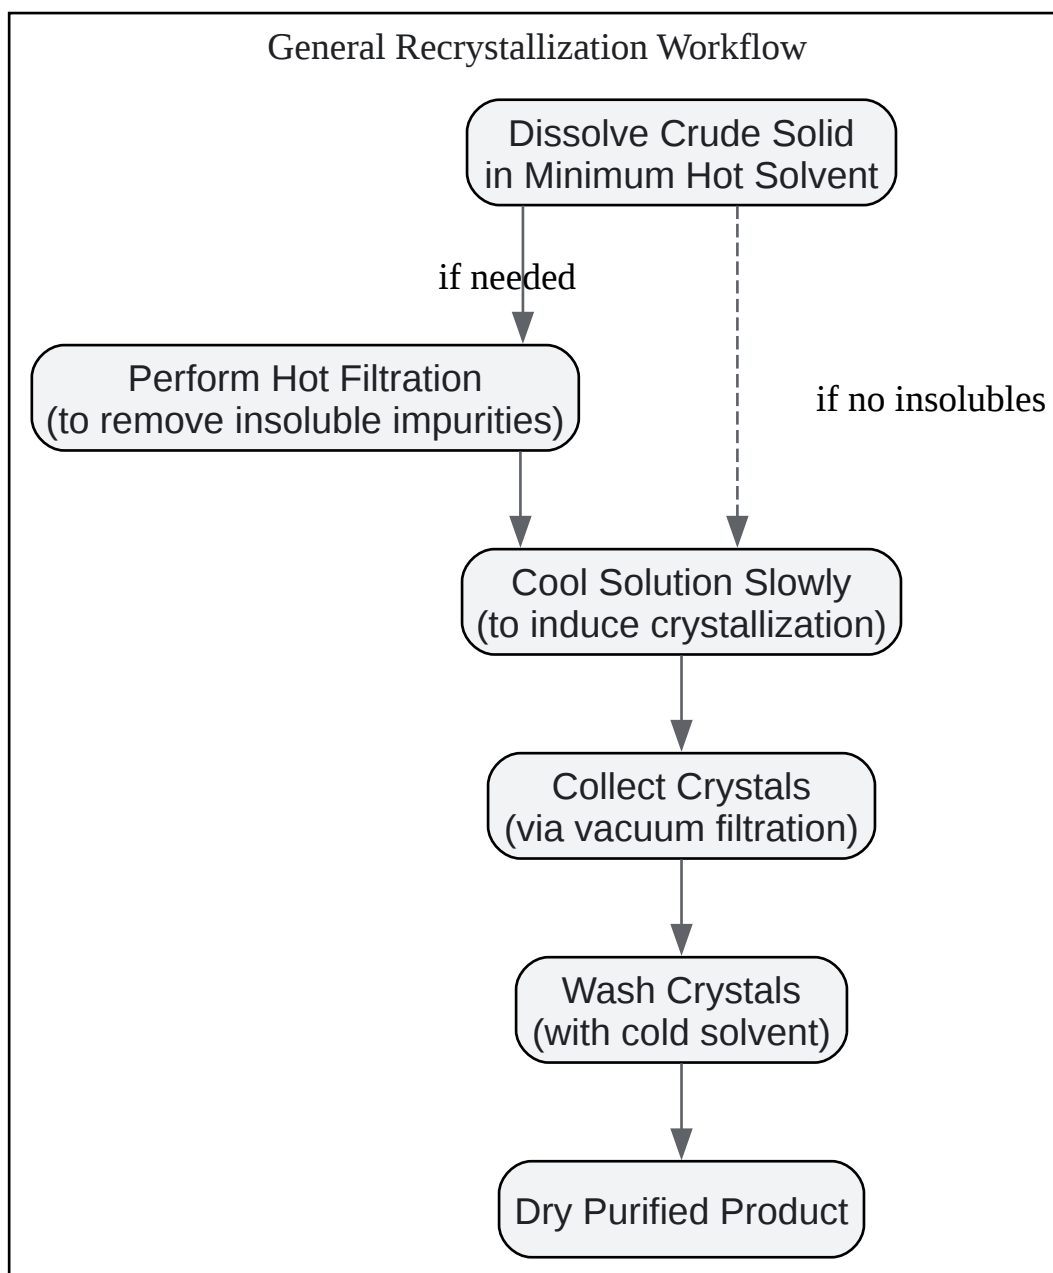 General Recrystallization Workflow
Dissolve Crude Solid
in Minimum Hot Solvent
if needed
Perform Hot Filtration
(to remove insoluble impurities)
if no insolubles
Cool Solution Slowly
(to induce crystallization)
Collect Crystals
(via vacuum filtration)
Wash Crystals
(with cold solvent)
Dry Purified Product